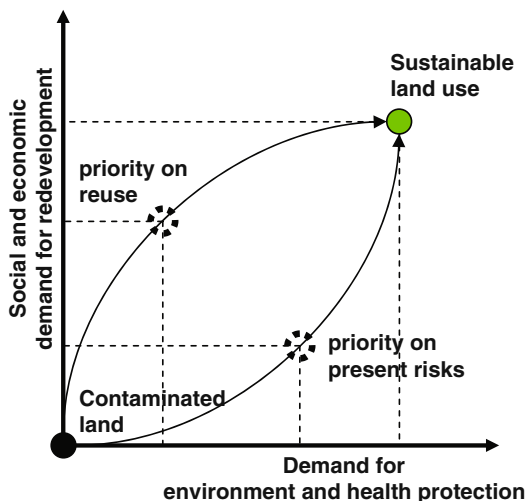 Sustainable
land use
priority on
reuse
Social and economic
demand for redevelopment
priority on
present risks
Contaminated
land
Demand for
environment and health protection